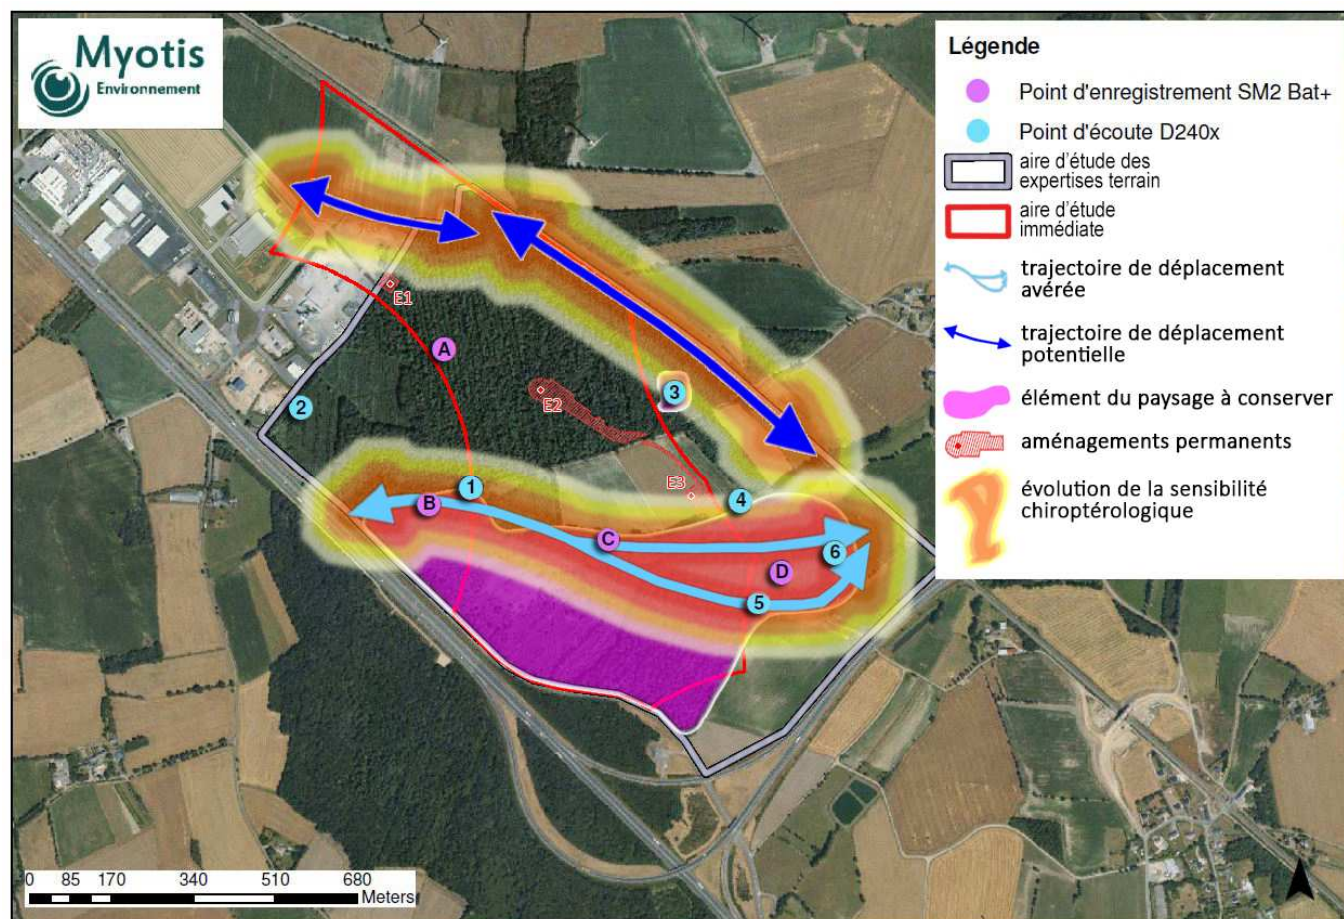 Myotis
Environnement
Légende
Point d'enregistrement SM2 Bat+
Point d'écoute D240x
aire d'étude des
expertises terrain
aire d'étude
immédiate
trajectoire de déplacement
avérée
trajectoire de déplacement
potentielle
élément du paysage à conserver
aménagements permanents
évolution de la sensibilité
chiroptérologique
E1
A
3
E2
2
1
B
E3
4
C
6
D
5
0 85 170 340 510 680
Meters